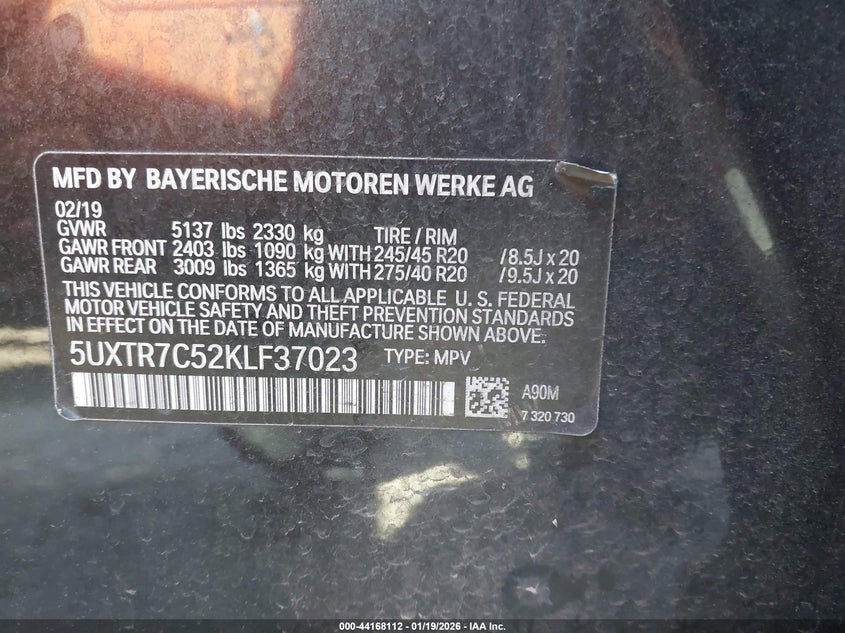 MFD BY BAYERISCHE MOTOREN WERKE AG
02/19
GVWR 5137 lbs 2330 kg TIRE / RIM
GAWR FRONT 2403 lbs 1090 kg WITH 245/45 R20 /8.5J x 20
GAWR REAR 3009 lbs 1365 kg WITH 275/40 R20 /9.5J x 20
THIS VEHICLE CONFORMS TO ALL APPLICABLE U. S. FEDERAL
MOTOR VEHICLE SAFETY AND THEFT PREVENTION STANDARDS
IN EFFECT ON THE DATE OF MANUFACTURE SHOWN ABOVE.
5UXTR7C52KLF37023 TYPE: MPV
A90M
7 320 730
000-44168112 - 01/19/2026 - IAA Inc.